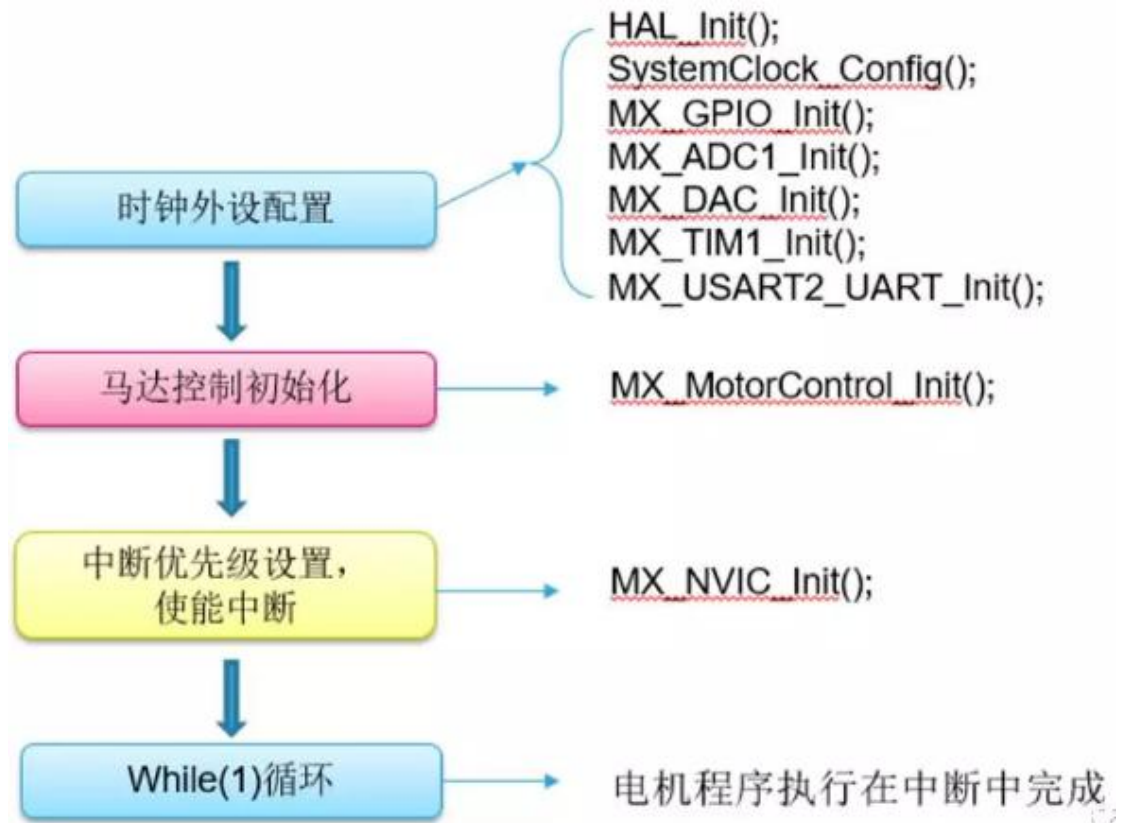 HAL_Init();
SystemClock_Config();
MX_GPIO_Init();
MX_ADC1_Init();
时钟外设配置
MX_DAC_Init();
MX_TIM1_Init();
MX_USART2_UART_Init();
马达控制初始化
MX_MotorControl_Init();
中断优先级设置，
使能中断
MX_NVIC_Init();
While(1)循环
电机程序执行在中断中完成